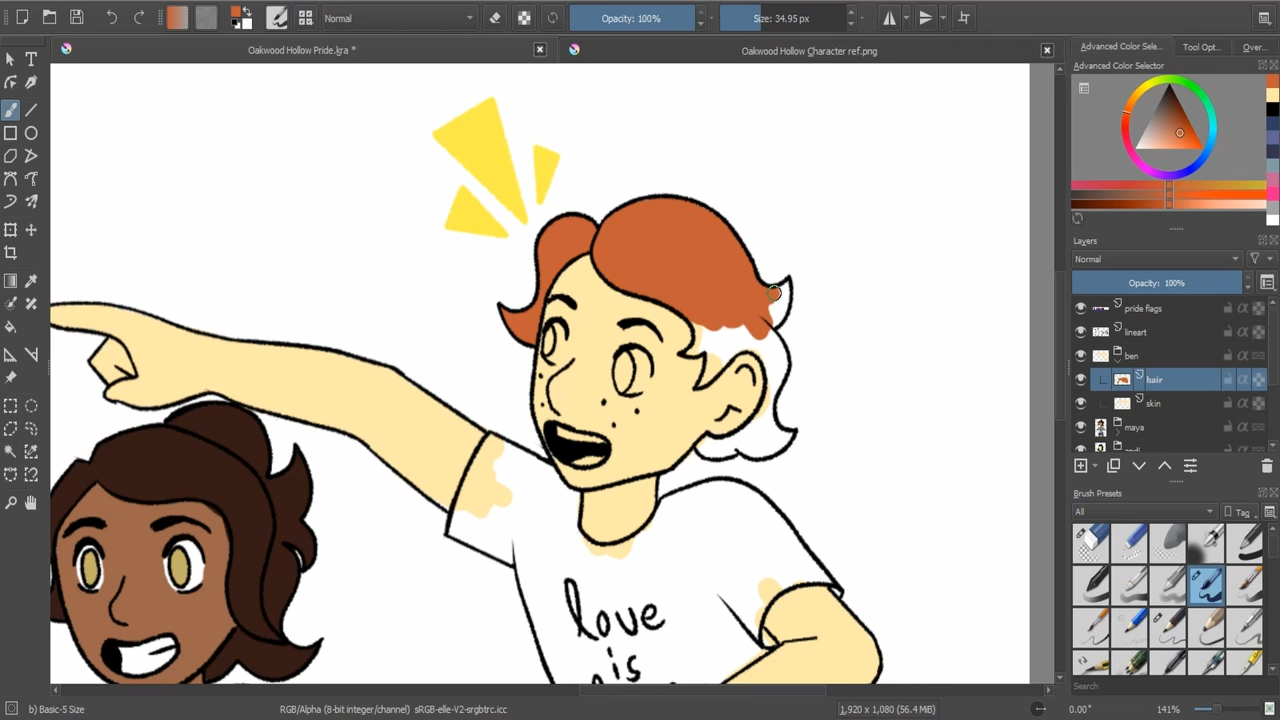 Normal
Opacity: 100%
Size: 34.95 px
Oakwood Hollow Pride.kra *
Oakwood Hollow Character ref.png
Advanced Color Sele...
Tool Opt...
Over...
Advanced Color Selector
Layers
Normal
Opacity: 100%
pride flags
lineart
ben
hair
skin
maya
andi
Brush Presets
All
Tag
Search
love
is
b) Basic-5 Size
RGB/Alpha (8-bit integer/channel) sRGB-elle-V2-srgbtrc.icc
1,920 x 1,080 (56.4 MiB)
0.00°
141%